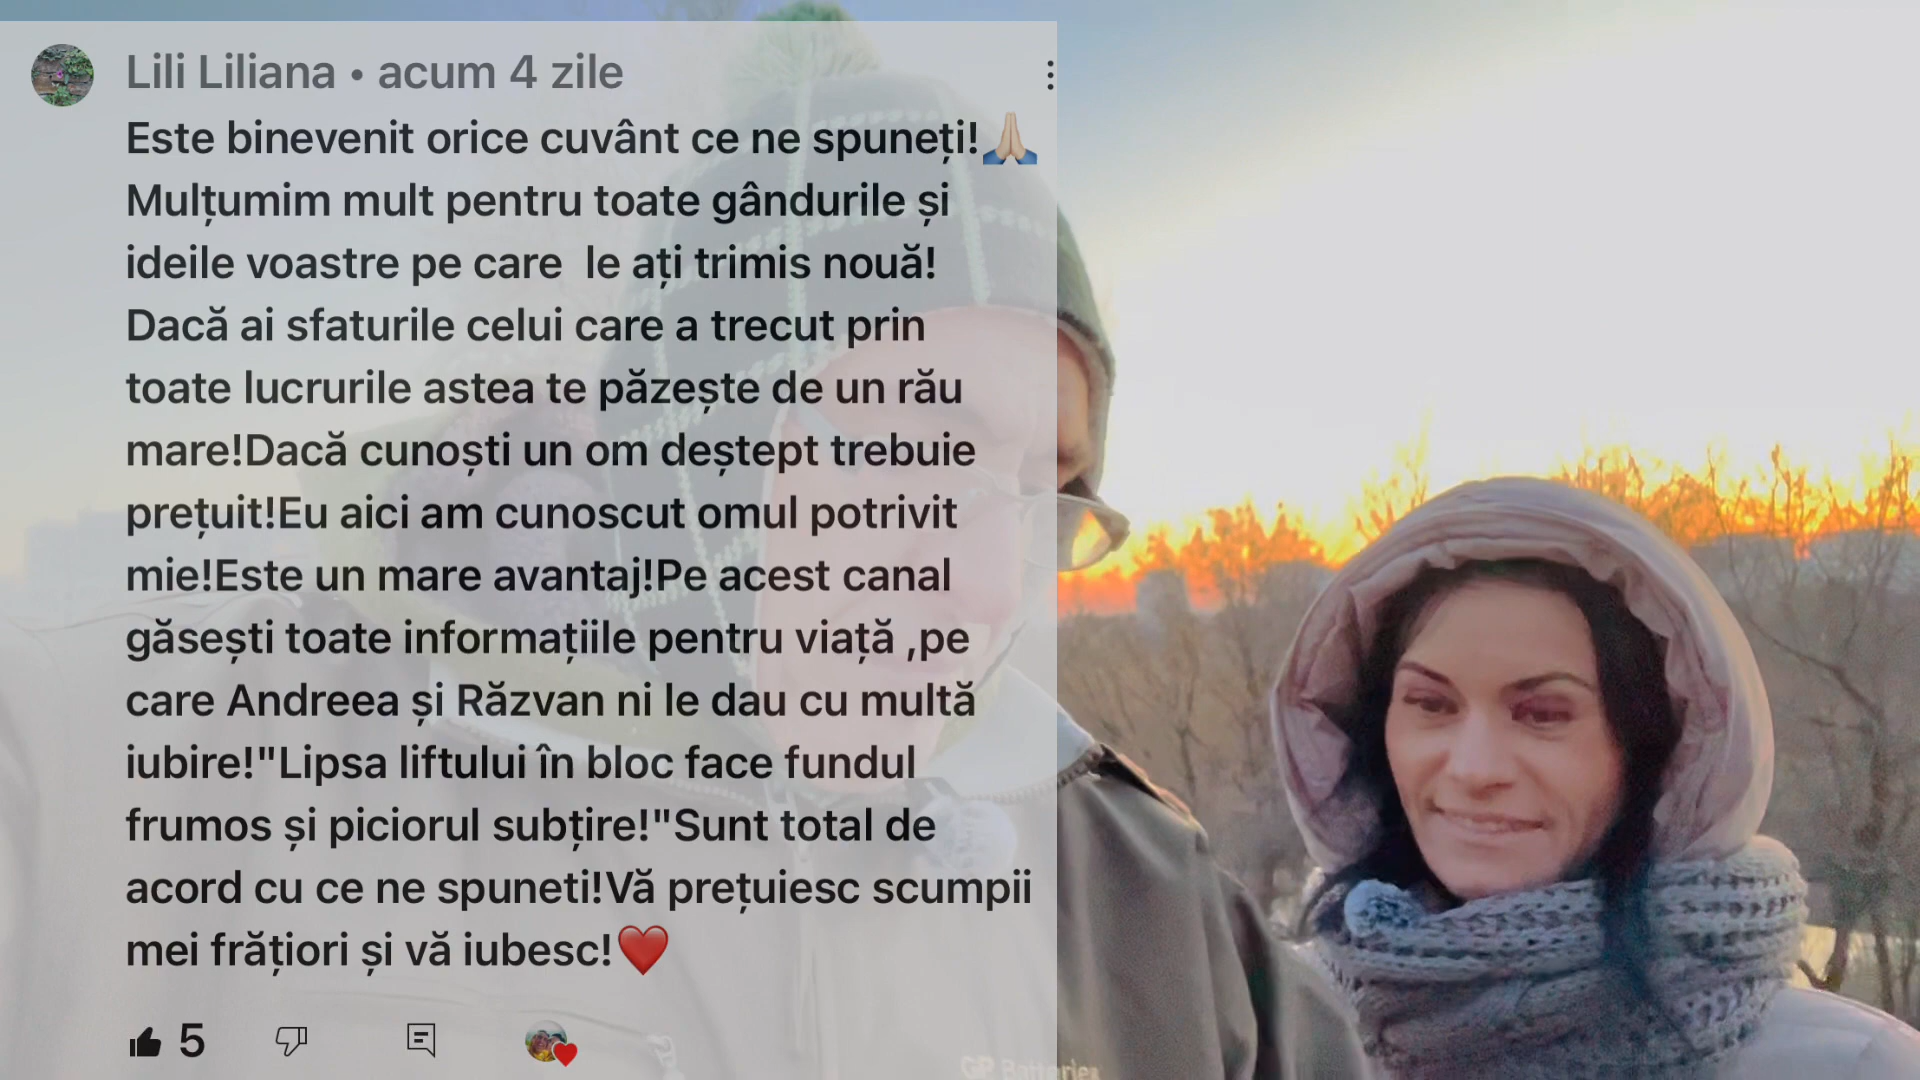 Lili Liliana • acum 4 zile
Este binevenit orice cuvânt ce ne spuneți!🙏🏼
Mulțumim mult pentru toate gândurile și
ideile voastre pe care  le ați trimis nouă!
Dacă ai sfaturile celui care a trecut prin
toate lucrurile astea te păzește de un rău
mare!Dacă cunoști un om deștept trebuie
prețuit!Eu aici am cunoscut omul potrivit
mie!Este un mare avantaj!Pe acest canal
găsești toate informațiile pentru viață ,pe
care Andreea și Răzvan ni le dau cu multă
iubire!"Lipsa liftului în bloc face fundul
frumos și piciorul subțire!"Sunt total de
acord cu ce ne spuneti!Vă prețuiesc scumpii
mei frățiori și vă iubesc!❤️
5
GP Batteries